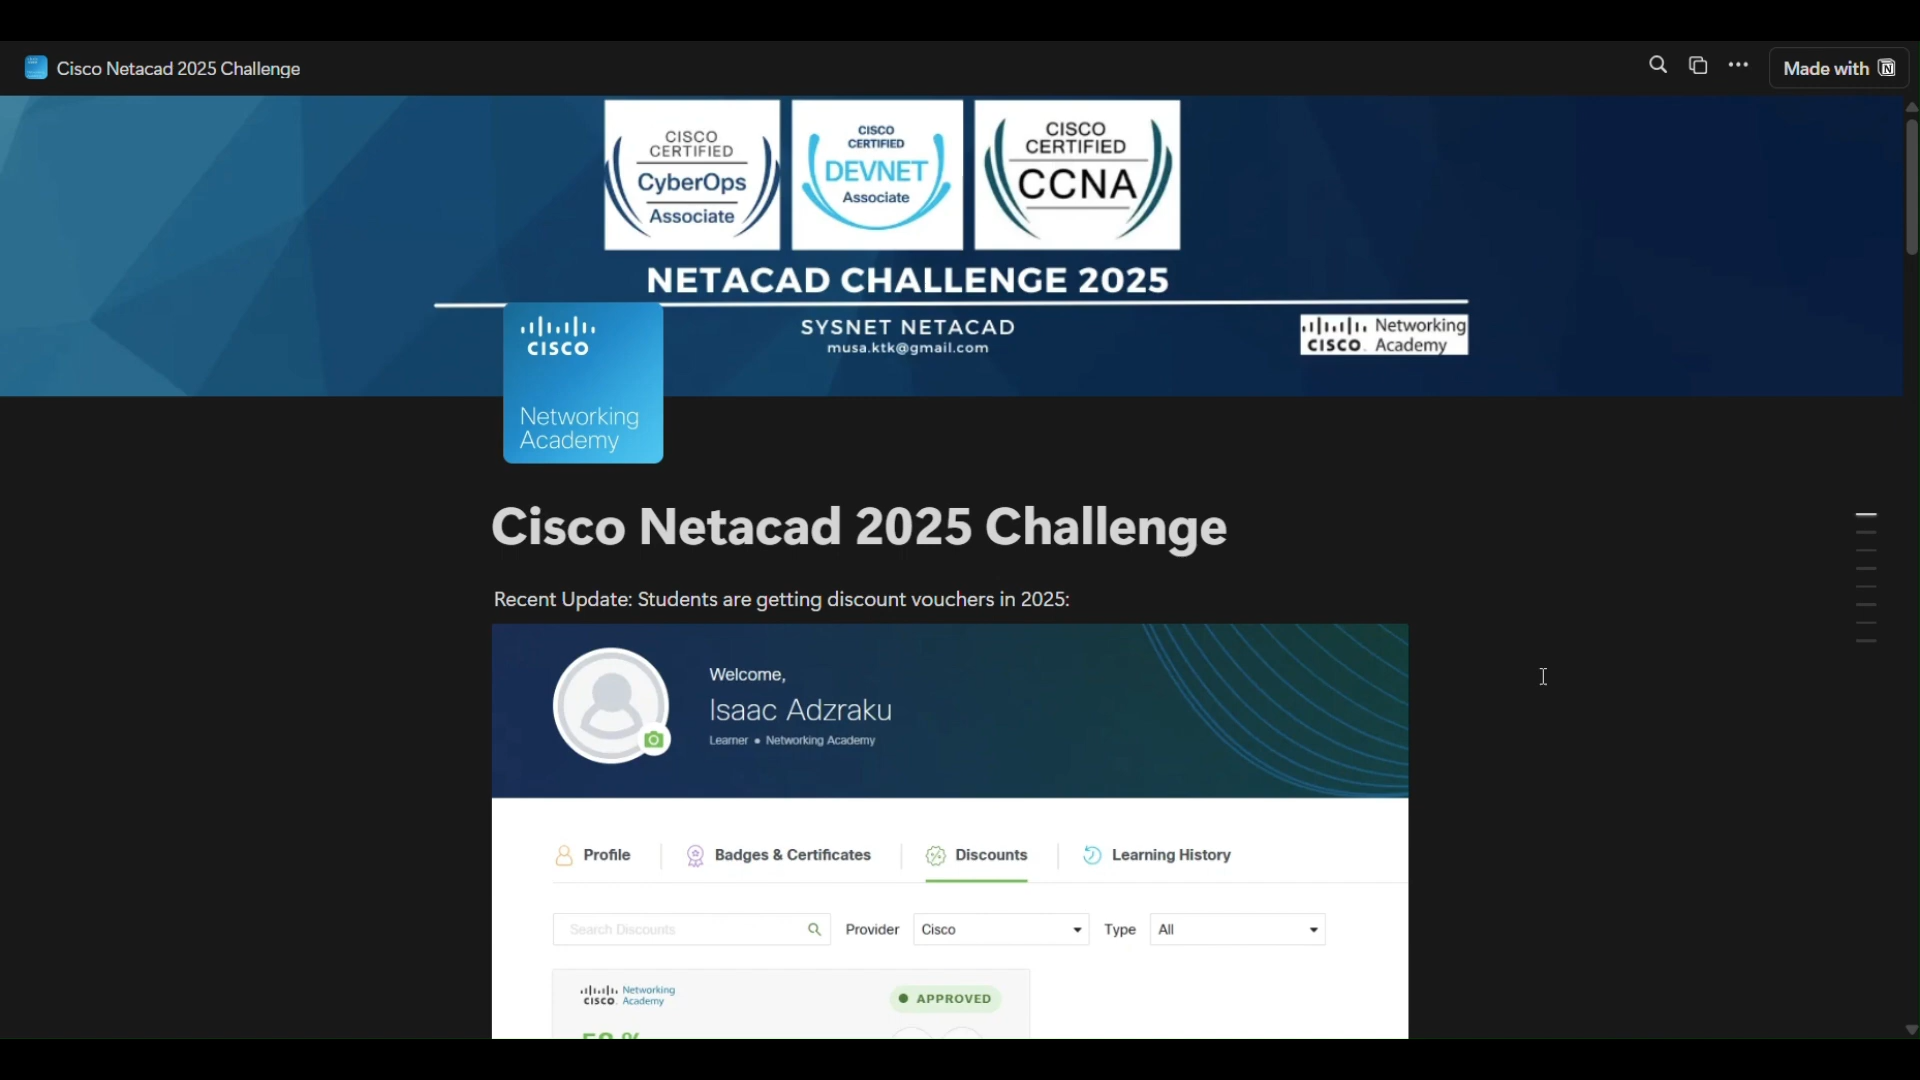 Cisco Netacad 2025 Challenge
Made with
CISCO
CERTIFIED
CyberOps
Associate
CISCO
CERTIFIED
DEVNET
Associate
CISCO
CERTIFIED
CCNA
NETACAD CHALLENGE 2025
SYSNET NETACAD
musa.ktk@gmail.com
Networking
CISCO. Academy
CISCO
Networking
Academy
Cisco Netacad 2025 Challenge
Recent Update: Students are getting discount vouchers in 2025:
Welcome,
Isaac Adzraku
Learner • Networking Academy
Profile
Badges & Certificates
Discounts
Learning History
Search Discounts
Provider
Cisco
Type
All
Networking
CISCO. Academy
APPROVED